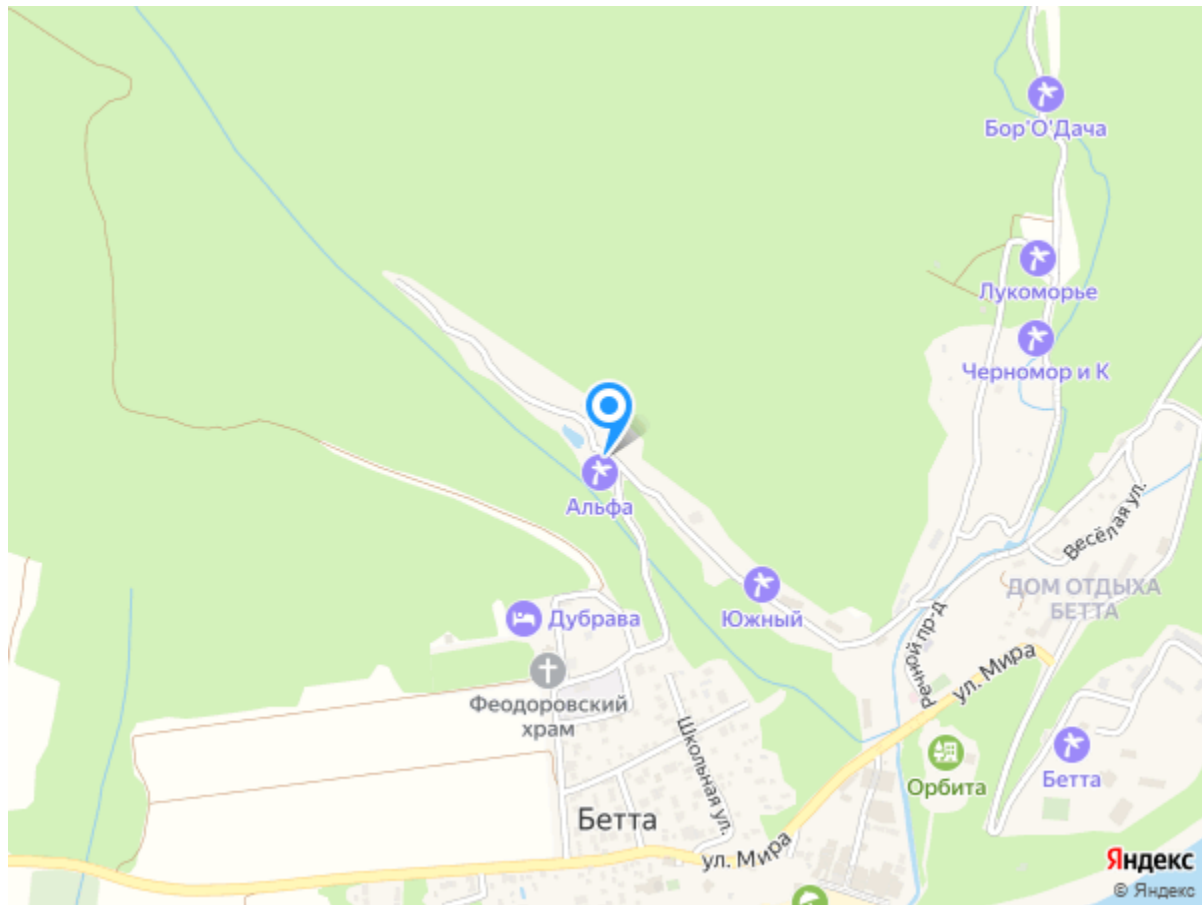 Бор'О'Дача
Лукоморье
Черномор и К
Альфа
Весёлая ул.
ДОМ ОТДЫХА
БЕТТА
Южный
Дубрава
Речной пр-д
ул. Мира
Феодоровский
храм
Школьная ул.
Орбита
Бетта
Бетта
ул. Мира
Яндекс
© Яндекс